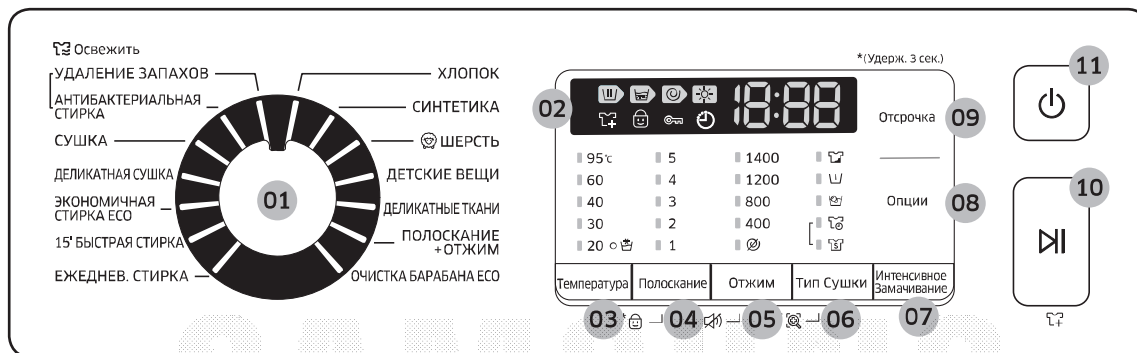 Освежить
УДАЛЕНИЕ ЗАПАХОВ
АНТИБАКТЕРИАЛЬНАЯ
СТИРКА
СУШКА
ДЕЛИКАТНАЯ СУШКА
ЭКОНОМИЧНАЯ
СТИРКА ECO
15' БЫСТРАЯ СТИРКА
ЕЖЕДНЕВ. СТИРКА
01
ХЛОПОК
СИНТЕТИКА
ШЕРСТЬ
ДЕТСКИЕ ВЕЩИ
ДЕЛИКАТНЫЕ ТКАНИ
ПОЛОСКАНИЕ
+ОТЖИМ
ОЧИСТКА БАРАБАНА ECO
*(Удерж. 3 сек.)
02
18:88
Отсрочка 09
Опции 08
95℃ 5 1400
60 4 1200
40 3 800
30 2 400
20 1
Температура Полоскание Отжим Тип Сушки Интенсивное
Замачивание
03 * 04 05 06 07
11
10